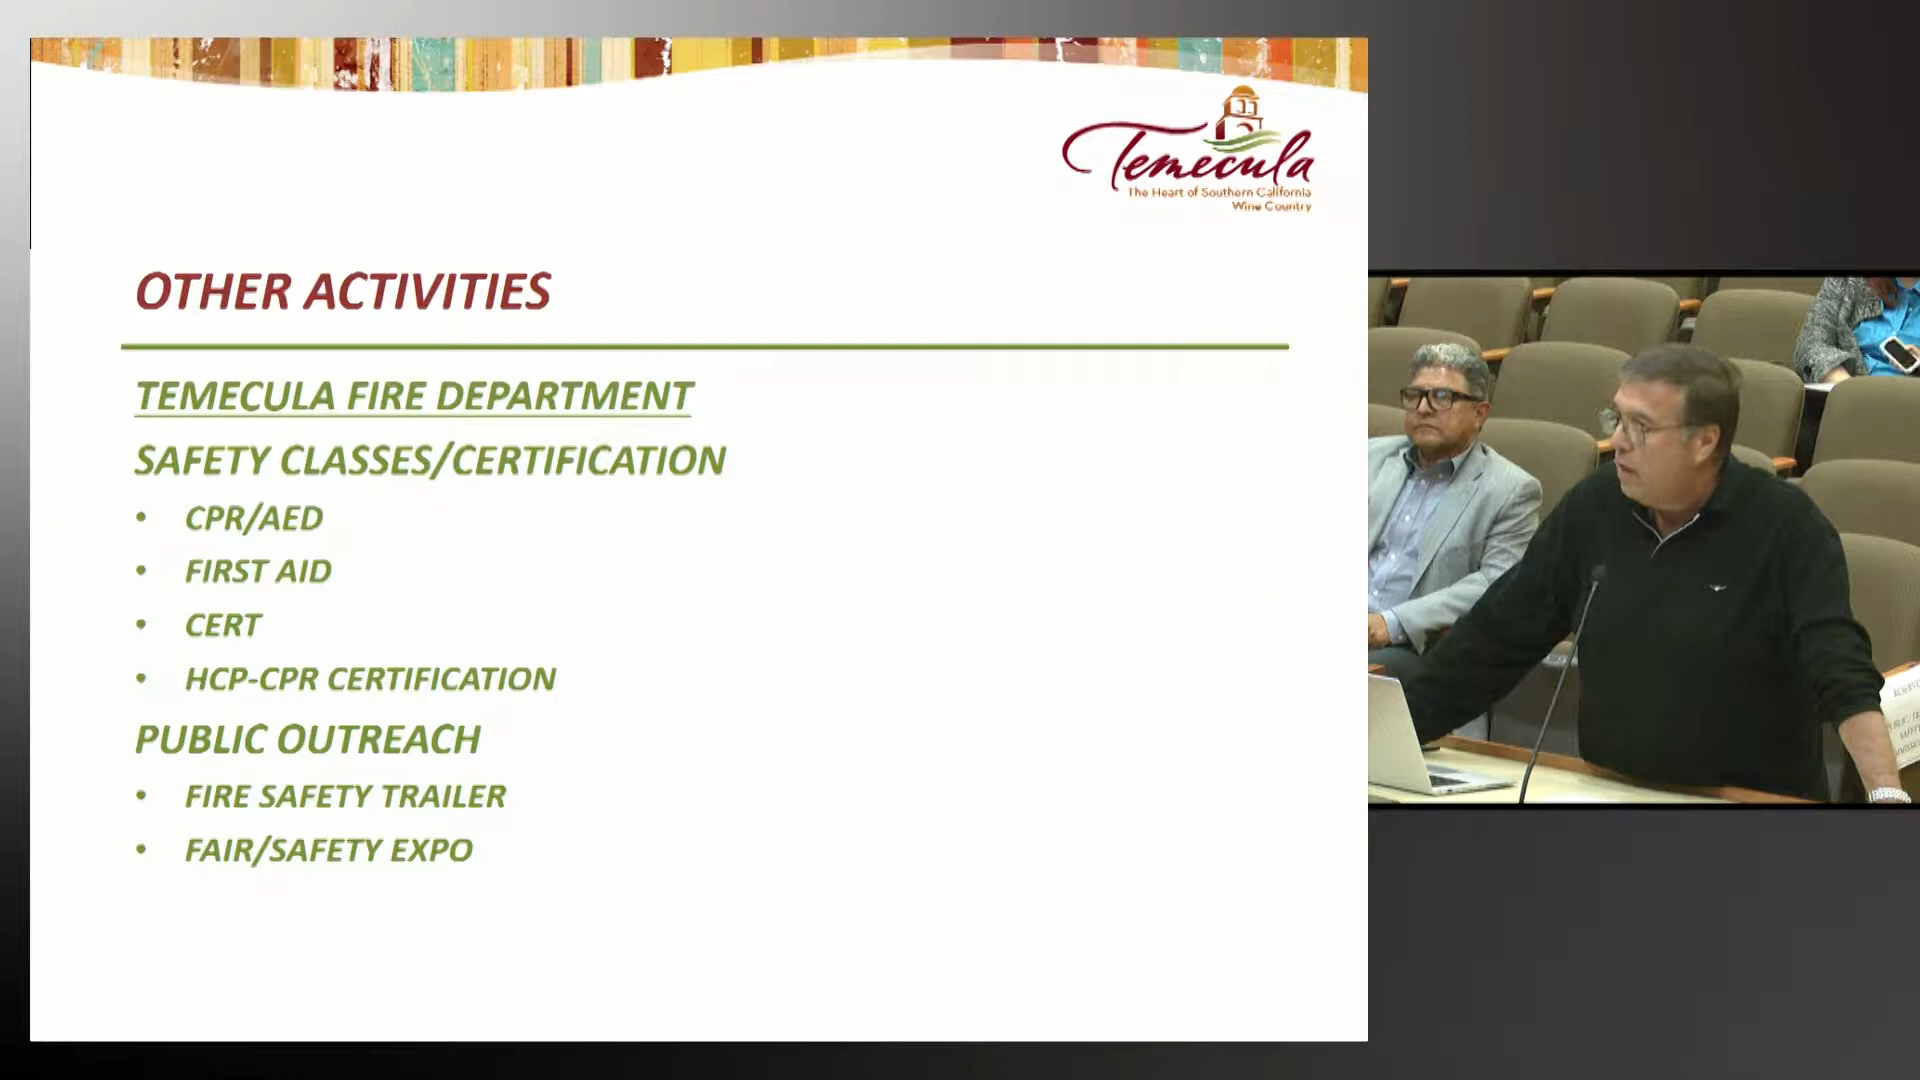 Temecula
The Heart of Southern California
Wine Country
OTHER ACTIVITIES
TEMECULA FIRE DEPARTMENT
SAFETY CLASSES/CERTIFICATION
• CPR/AED
• FIRST AID
• CERT
• HCP-CPR CERTIFICATION
PUBLIC OUTREACH
• FIRE SAFETY TRAILER
• FAIR/SAFETY EXPO